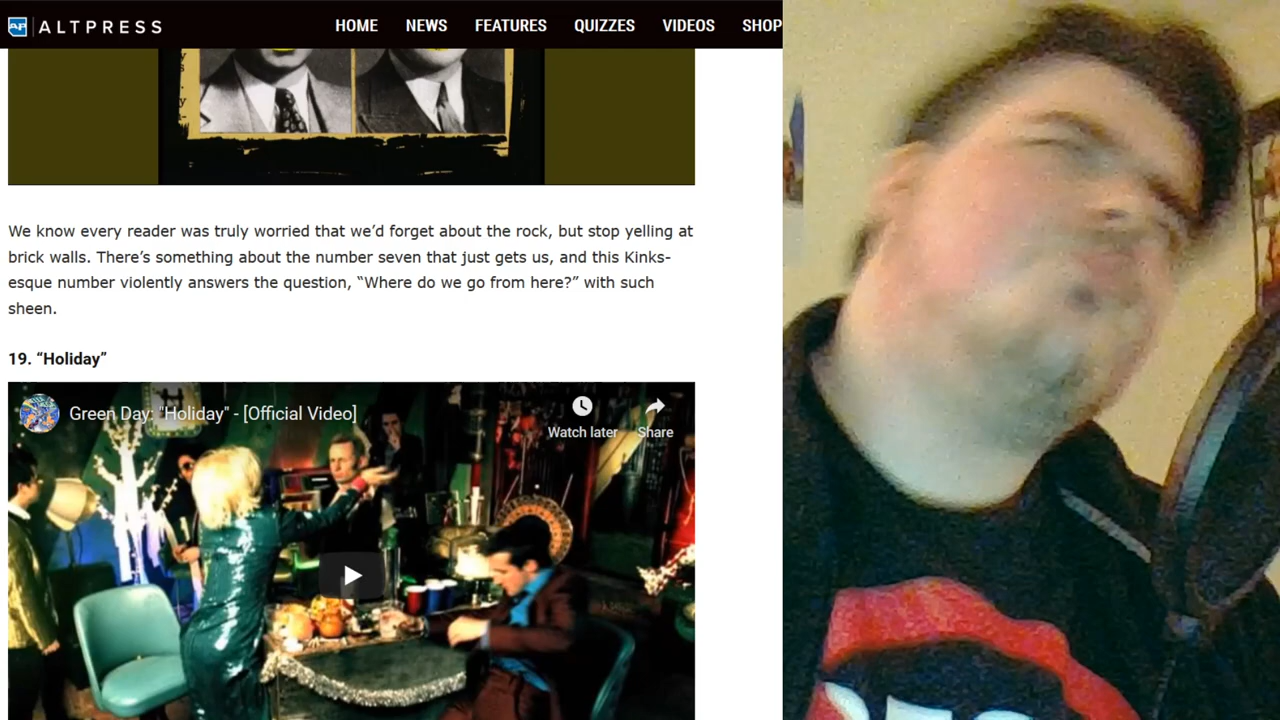 AP ALTPRESS HOME NEWS FEATURES QUIZZES VIDEOS SHOP
We know every reader was truly worried that we’d forget about the rock, but stop yelling at
brick walls. There’s something about the number seven that just gets us, and this Kinks-
esque number violently answers the question, “Where do we go from here?” with such
sheen.
19. “Holiday”
Green Day: "Holiday" - [Official Video]
Watch later Share